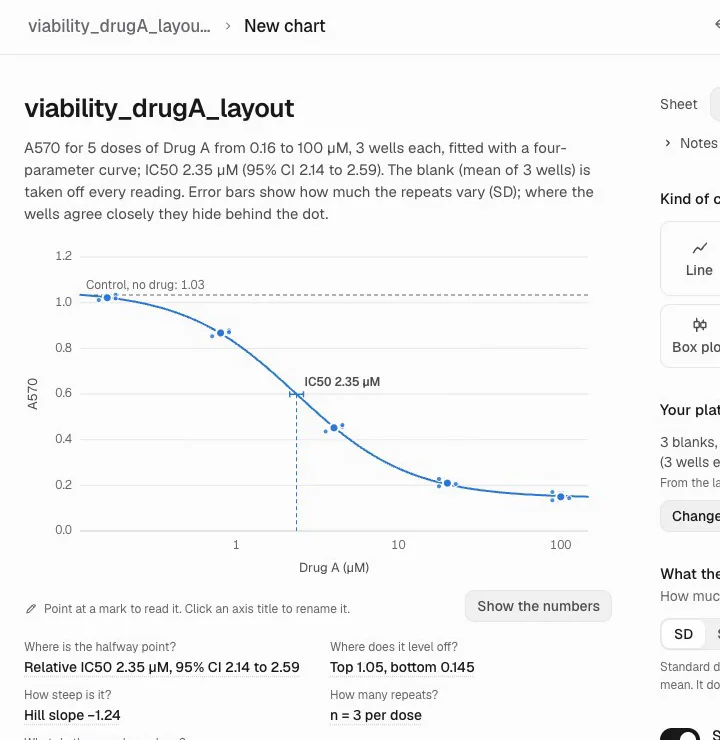 viability_drugA_layou… › New chart
viability_drugA_layout
A570 for 5 doses of Drug A from 0.16 to 100 µM, 3 wells each, fitted with a four-
parameter curve; IC50 2.35 µM (95% CI 2.14 to 2.59). The blank (mean of 3 wells) is
taken off every reading. Error bars show how much the repeats vary (SD); where the
wells agree closely they hide behind the dot.
1.2
Control, no drug: 1.03
1.0
0.8
IC50 2.35 µM
0.6
A570
0.4
0.2
0.0
1 10 100
Drug A (µM)
Point at a mark to read it. Click an axis title to rename it.
Show the numbers
Where is the halfway point?
Relative IC50 2.35 µM, 95% CI 2.14 to 2.59
Where does it level off?
Top 1.05, bottom 0.145
How steep is it?
Hill slope −1.24
How many repeats?
n = 3 per dose
Sheet
Notes
Kind of c
Line
Box plo
Your plat
3 blanks,
(3 wells e
From the la
Change
What the
How muc
SD
Standard d
mean. It do